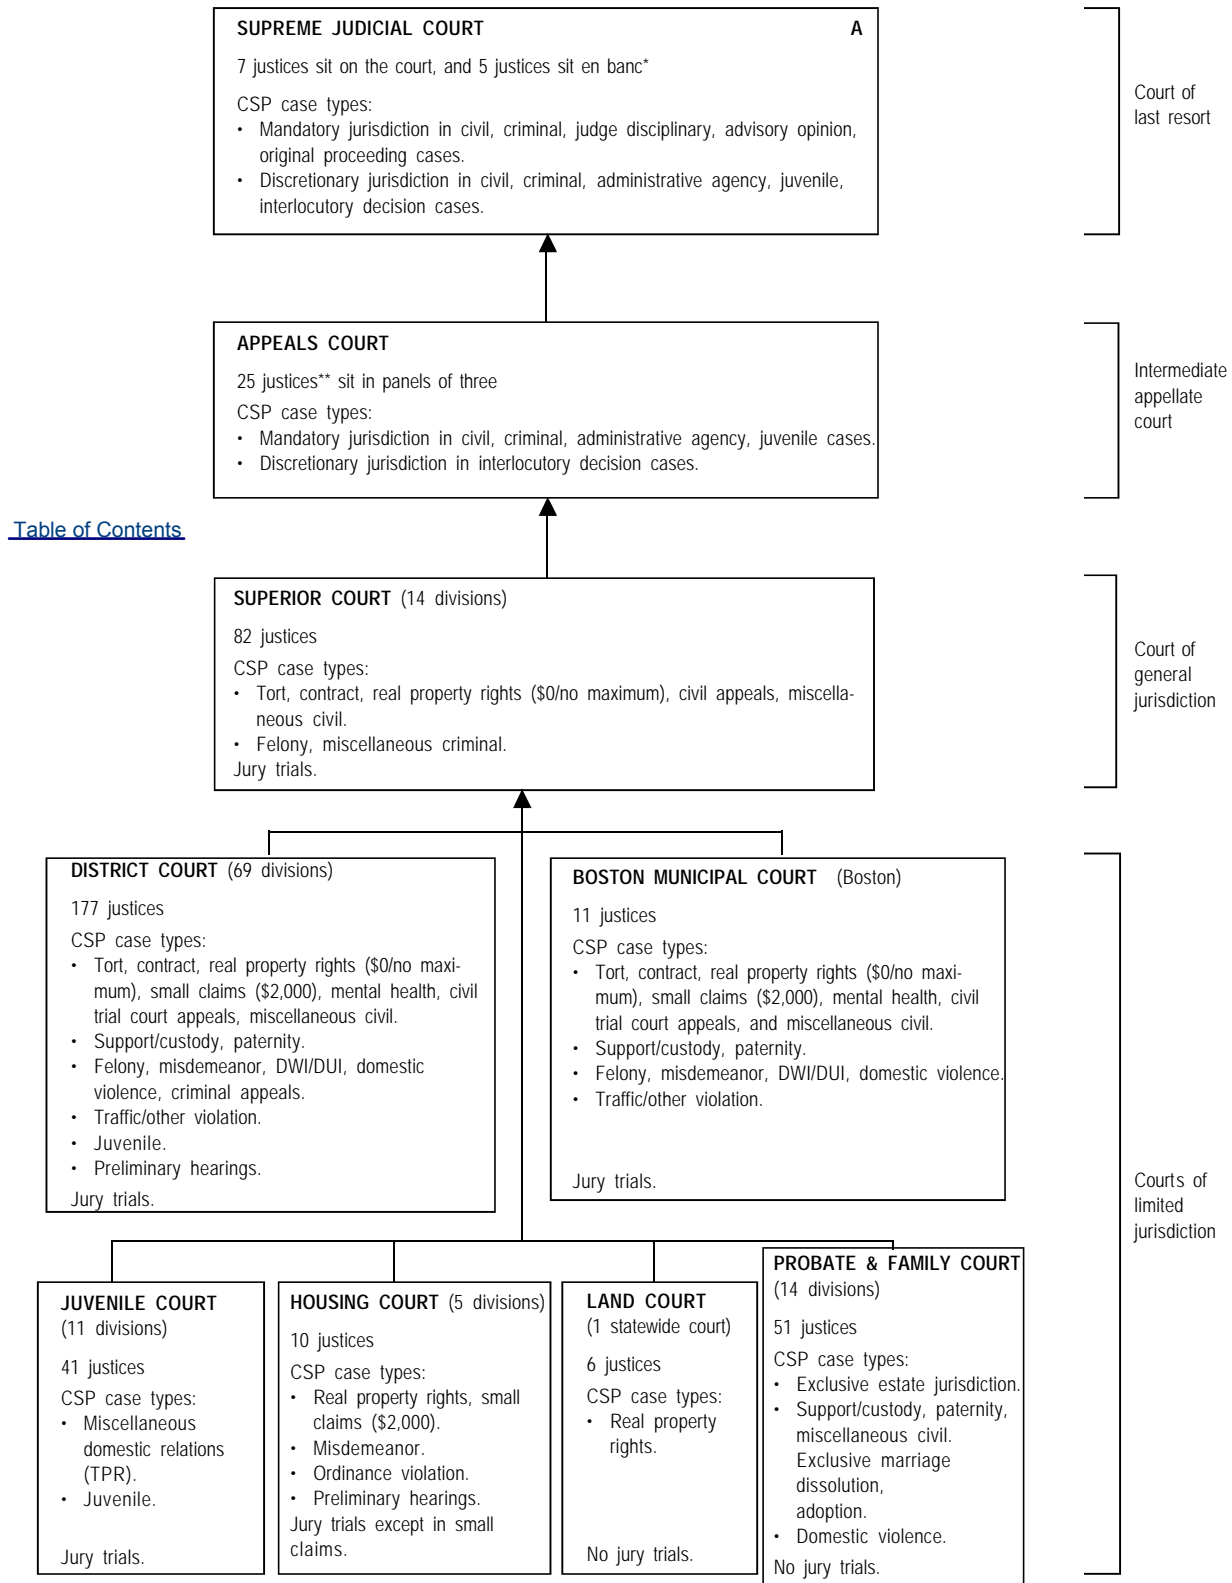 SUPREME JUDICIAL COURT A
7 justices sit on the court, and 5 justices sit en banc*
CSP case types:
• Mandatory jurisdiction in civil, criminal, judge disciplinary, advisory opinion,
original proceeding cases.
• Discretionary jurisdiction in civil, criminal, administrative agency, juvenile,
interlocutory decision cases.
Court of
last resort
APPEALS COURT
25 justices** sit in panels of three
CSP case types:
• Mandatory jurisdiction in civil, criminal, administrative agency, juvenile cases.
• Discretionary jurisdiction in interlocutory decision cases.
Intermediate
appellate
court
Table of Contents
SUPERIOR COURT (14 divisions)
82 justices
CSP case types:
• Tort, contract, real property rights ($0/no maximum), civil appeals, miscella-
neous civil.
• Felony, miscellaneous criminal.
Jury trials.
Court of
general
jurisdiction
DISTRICT COURT (69 divisions)
177 justices
CSP case types:
• Tort, contract, real property rights ($0/no maxi-
mum), small claims ($2,000), mental health, civil
trial court appeals, miscellaneous civil.
• Support/custody, paternity.
• Felony, misdemeanor, DWI/DUI, domestic
violence, criminal appeals.
• Traffic/other violation.
• Juvenile.
• Preliminary hearings.
Jury trials.
BOSTON MUNICIPAL COURT (Boston)
11 justices
CSP case types:
• Tort, contract, real property rights ($0/no maxi-
mum), small claims ($2,000), mental health, civil
trial court appeals, and miscellaneous civil.
• Support/custody, paternity.
• Felony, misdemeanor, DWI/DUI, domestic violence.
• Traffic/other violation.
Jury trials.
Courts of
limited
jurisdiction
JUVENILE COURT
(11 divisions)
41 justices
CSP case types:
• Miscellaneous
domestic relations
(TPR).
• Juvenile.
Jury trials.
HOUSING COURT (5 divisions)
10 justices
CSP case types:
• Real property rights, small
claims ($2,000).
• Misdemeanor.
• Ordinance violation.
• Preliminary hearings.
Jury trials except in small
claims.
LAND COURT
(1 statewide court)
6 justices
CSP case types:
• Real property
rights.
No jury trials.
PROBATE & FAMILY COURT
(14 divisions)
51 justices
CSP case types:
• Exclusive estate jurisdiction.
• Support/custody, paternity,
miscellaneous civil.
Exclusive marriage
dissolution,
adoption.
• Domestic violence.
No jury trials.